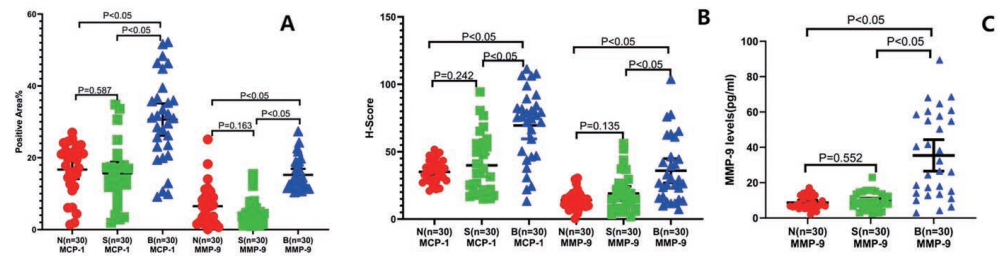 A
P<0.05
P<0.05
P=0.587
P<0.05
P<0.05
P=0.163
Positive Area%
60
40
20
0
N(n=30) S(n=30) B(n=30) N(n=30) S(n=30) B(n=30)
MCP-1 MCP-1 MCP-1 MMP-9 MMP-9 MMP-9
B
P<0.05
P<0.05
P=0.242
P<0.05
P<0.05
P=0.135
H-Score
150
100
50
0
N(n=30) S(n=30) B(n=30) N(n=30) S(n=30) B(n=30)
MCP-1 MCP-1 MCP-1 MMP-9 MMP-9 MMP-9
C
P<0.05
P<0.05
P=0.552
MMP-9 levels(pg/ml)
100
80
60
40
20
0
N(n=30) S(n=30) B(n=30)
MMP-9 MMP-9 MMP-9